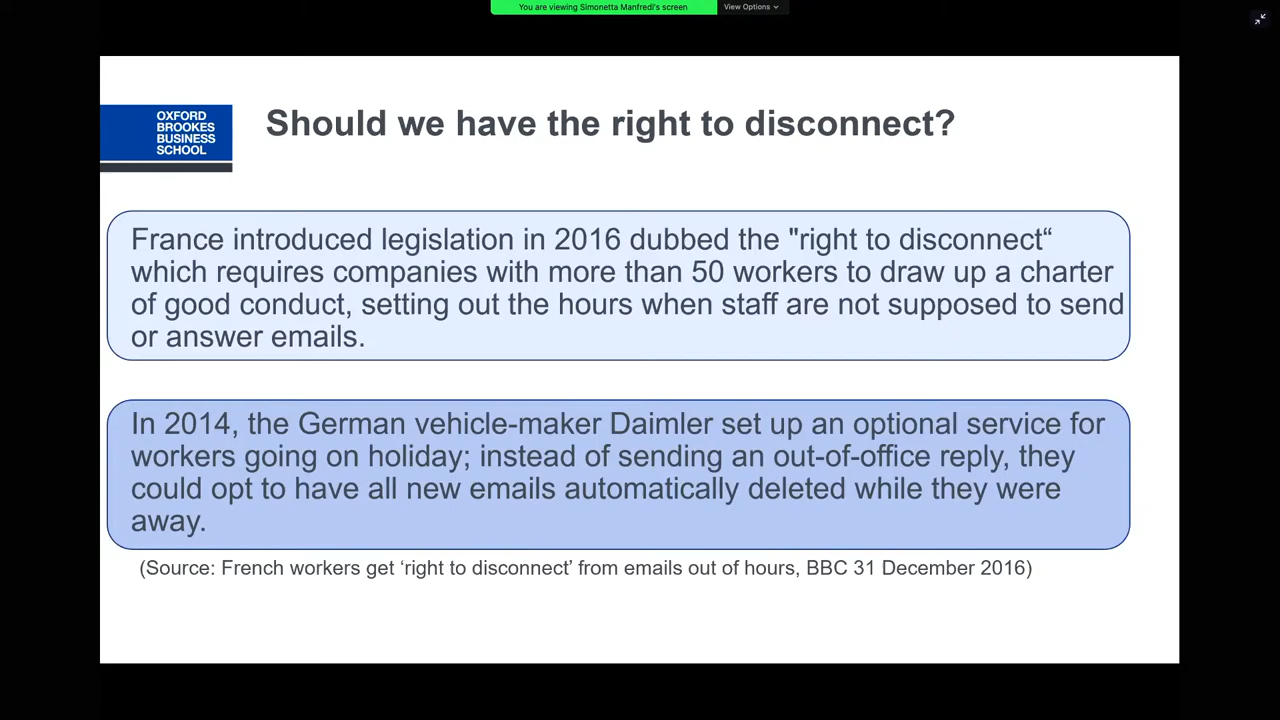 You are viewing Simonetta Manfredi's screen
View Options
OXFORD
BROOKES
BUSINESS
SCHOOL
Should we have the right to disconnect?
France introduced legislation in 2016 dubbed the "right to disconnect“
which requires companies with more than 50 workers to draw up a charter
of good conduct, setting out the hours when staff are not supposed to send
or answer emails.
In 2014, the German vehicle-maker Daimler set up an optional service for
workers going on holiday; instead of sending an out-of-office reply, they
could opt to have all new emails automatically deleted while they were
away.
(Source: French workers get ‘right to disconnect’ from emails out of hours, BBC 31 December 2016)